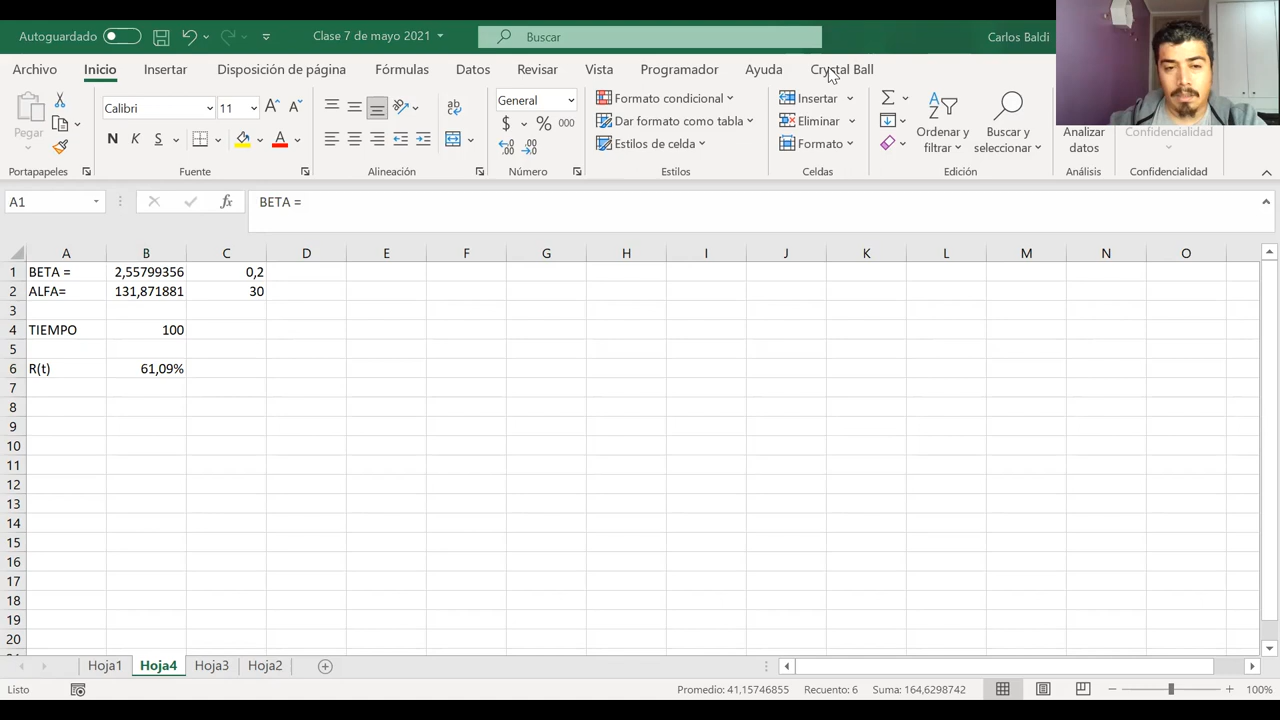 Autoguardado Clase 7 de mayo 2021 Buscar Carlos Baldi
Archivo Inicio Insertar Disposición de página Fórmulas Datos Revisar Vista Programador Ayuda Crystal Ball
Pegar
Calibri 11
N K S
General
$ % 000
Formato condicional
Dar formato como tabla
Estilos de celda
Insertar
Eliminar
Formato
Ordenar y
filtrar
Buscar y
seleccionar
Analizar
datos
Confidencialidad
Portapapeles Fuente Alineación Número Estilos Celdas Edición Análisis Confidencialidad
A1 fx BETA =
A B C D E F G H I J K L M N O
1 BETA = 2,55799356 0,2
2 ALFA= 131,871881 30
3
4 TIEMPO 100
5
6 R(t) 61,09%
7
8
9
10
11
12
13
14
15
16
17
18
19
20
Hoja1 Hoja4 Hoja3 Hoja2
Listo Promedio: 41,15746855 Recuento: 6 Suma: 164,6298742 100%